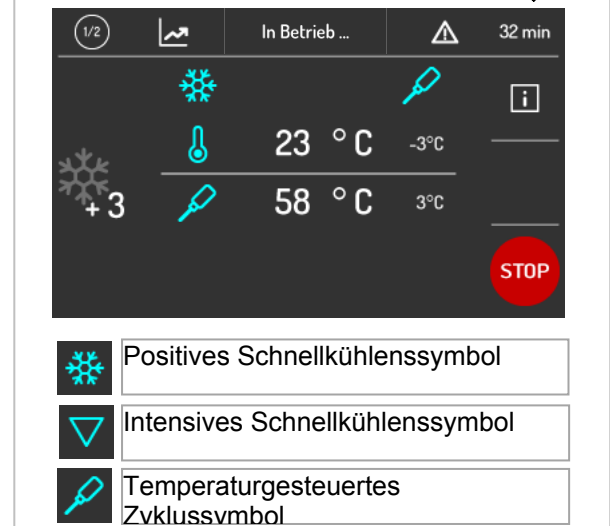 1/2 In Betrieb ... 32 min
i
23 °C -3°C
+3 58 °C 3°C
STOP
Positives Schnellkühlenssymbol
Intensives Schnellkühlenssymbol
Temperaturgesteuertes
Zyklussymbol